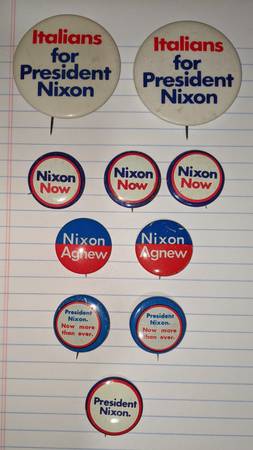 Italians
for
President
Nixon
Italians
for
President
Nixon
Nixon
Now
Nixon
Now
Nixon
Now
Nixon
Agnew
Nixon
Agnew
President
Nixon.
Now more
than ever.
President
Nixon.
Now more
than ever.
President
Nixon.